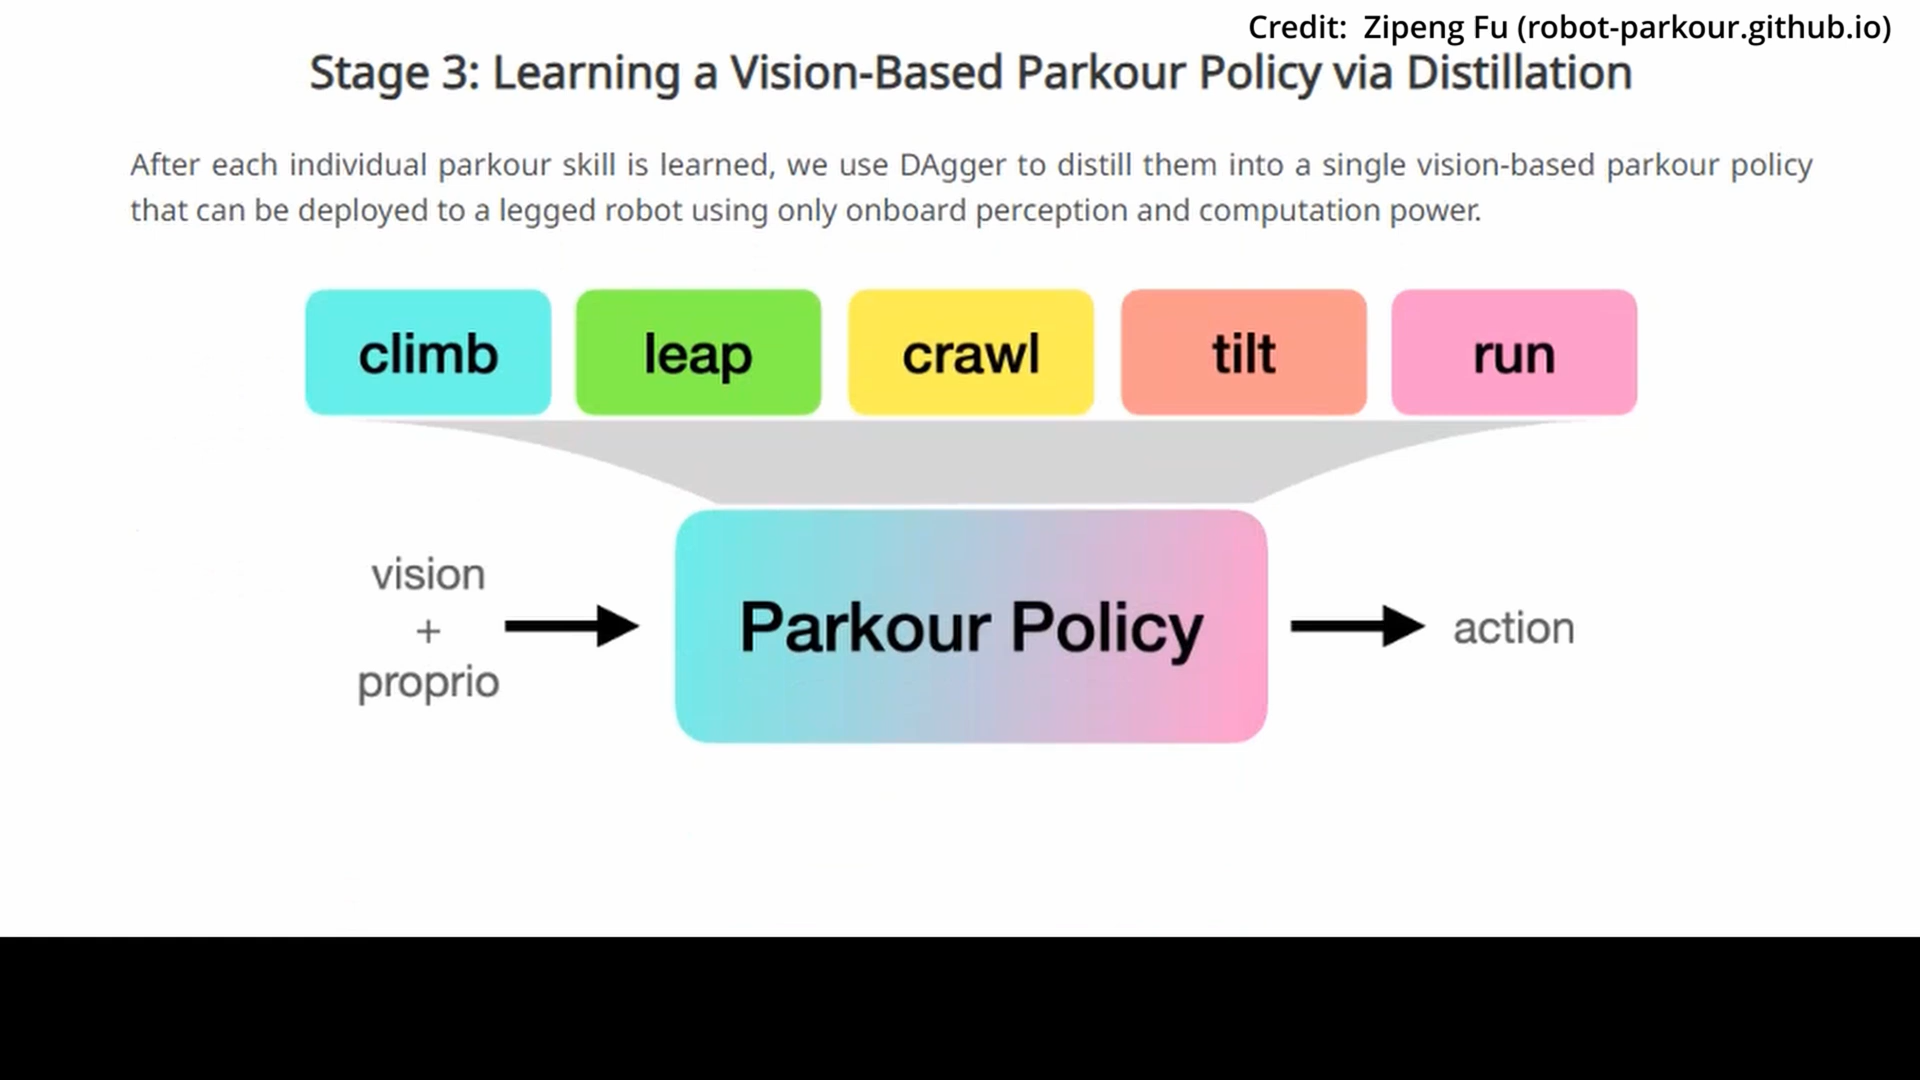 Credit:  Zipeng Fu (robot-parkour.github.io)
Stage 3: Learning a Vision-Based Parkour Policy via Distillation
After each individual parkour skill is learned, we use DAgger to distill them into a single vision-based parkour policy
that can be deployed to a legged robot using only onboard perception and computation power.
climb
leap
crawl
tilt
run
vision
+
proprio
Parkour Policy
action